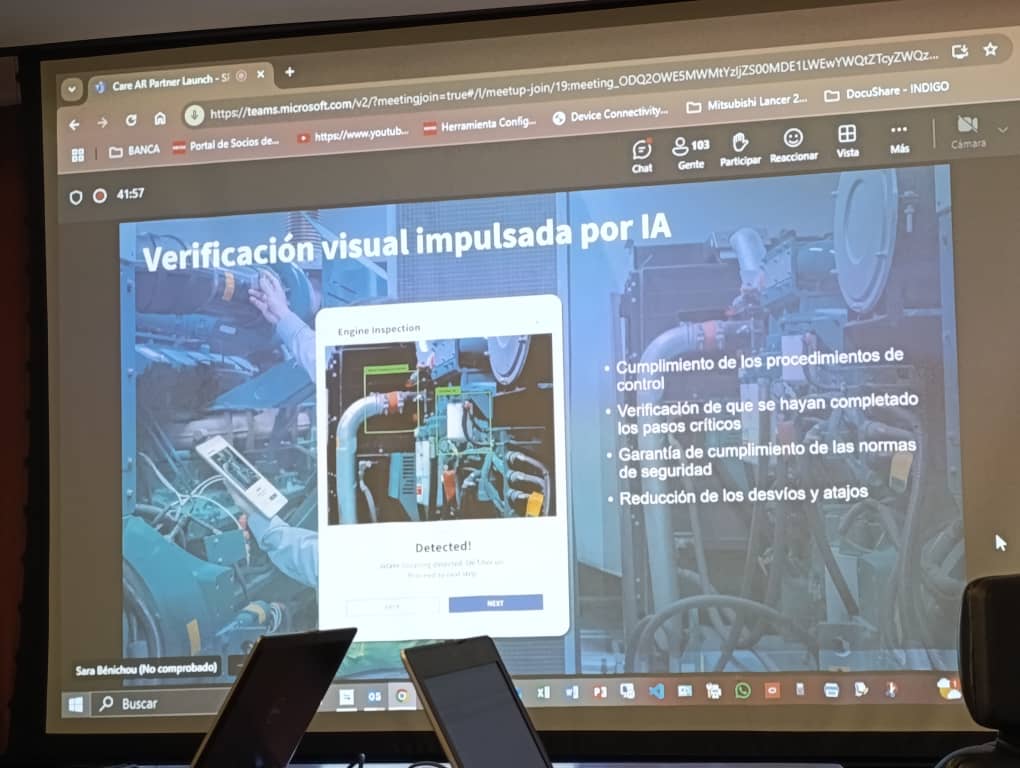 Care AR Partner Launch - S
https://teams.microsoft.com/v2/?meetingjoin=true#/l/meetup-join/19:meeting_ODQ2OWE5MWMtYzljZS00MDE1LWEwYWQtZTcyZWQz...
BANCA
Portal de Socios de...
https://www.youtub...
Herramienta Config...
Device Connectivity...
Mitsubishi Lancer 2...
DocuShare - INDIGO
41:57
Chat
103
Gente
Participar
Reaccionar
Vista
Más
Cámara
Verificación visual impulsada por IA
Engine Inspection
Detected!
Proceed to next step.
NEXT
• Cumplimiento de los procedimientos de
control
• Verificación de que se hayan completado
los pasos críticos
• Garantía de cumplimiento de las normas
de seguridad
• Reducción de los desvíos y atajos
Sara Bénichou (No comprobado)
Buscar